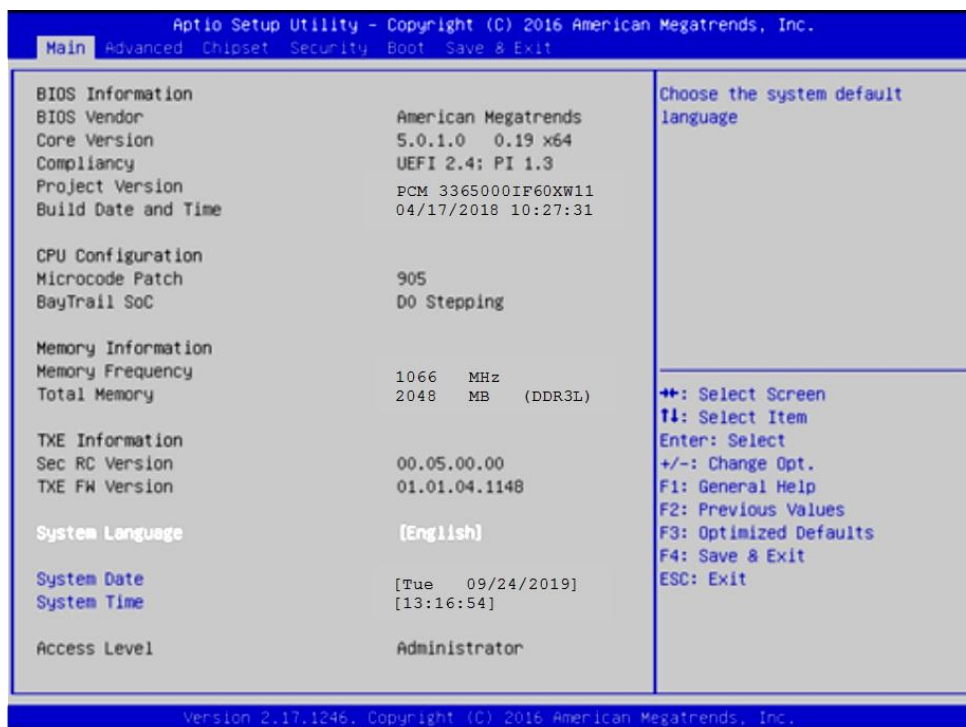 Aptio Setup Utility - Copyright (C) 2016 American Megatrends, Inc.
Main Advanced Chipset Security Boot Save & Exit
BIOS Information
BIOS Vendor American Megatrends
Core Version 5.0.1.0 0.19 x64
Compliancy UEFI 2.4; PI 1.3
Project Version PCM 3365000IF60XW11
Build Date and Time 04/17/2018 10:27:31
CPU Configuration
Microcode Patch 905
BayTrail SoC D0 Stepping
Memory Information
Memory Frequency 1066 MHz
Total Memory 2048 MB (DDR3L)
TXE Information
Sec RC Version 00.05.00.00
TXE FW Version 01.01.04.1148
System Language [English]
System Date [Tue 09/24/2019]
System Time [13:16:54]
Access Level Administrator
Choose the system default
language
→←: Select Screen
↑↓: Select Item
Enter: Select
+/-: Change Opt.
F1: General Help
F2: Previous Values
F3: Optimized Defaults
F4: Save & Exit
ESC: Exit
Version 2.17.1246. Copyright (C) 2016 American Megatrends, Inc.